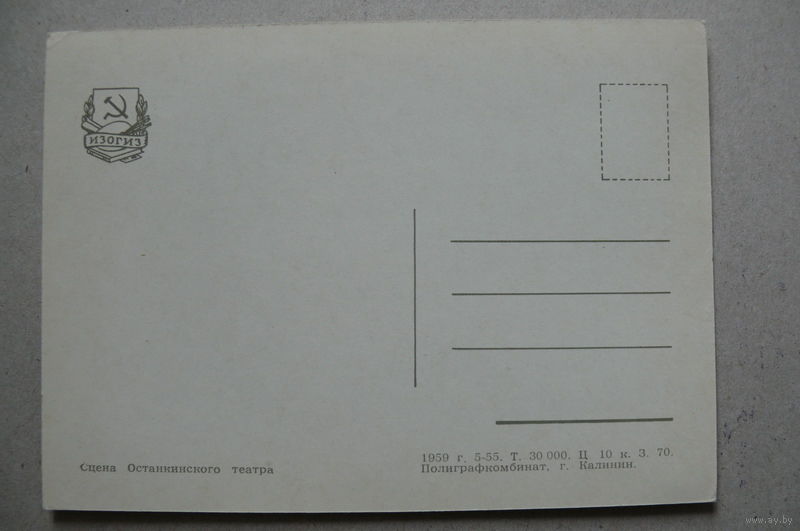 ИЗОГИЗ
Сцена Останкинского театра
1959 г. 5-55. Т. 30 000. Ц 10 к. З. 70.
Полиграфкомбинат, г. Калинин.
www.ay.by